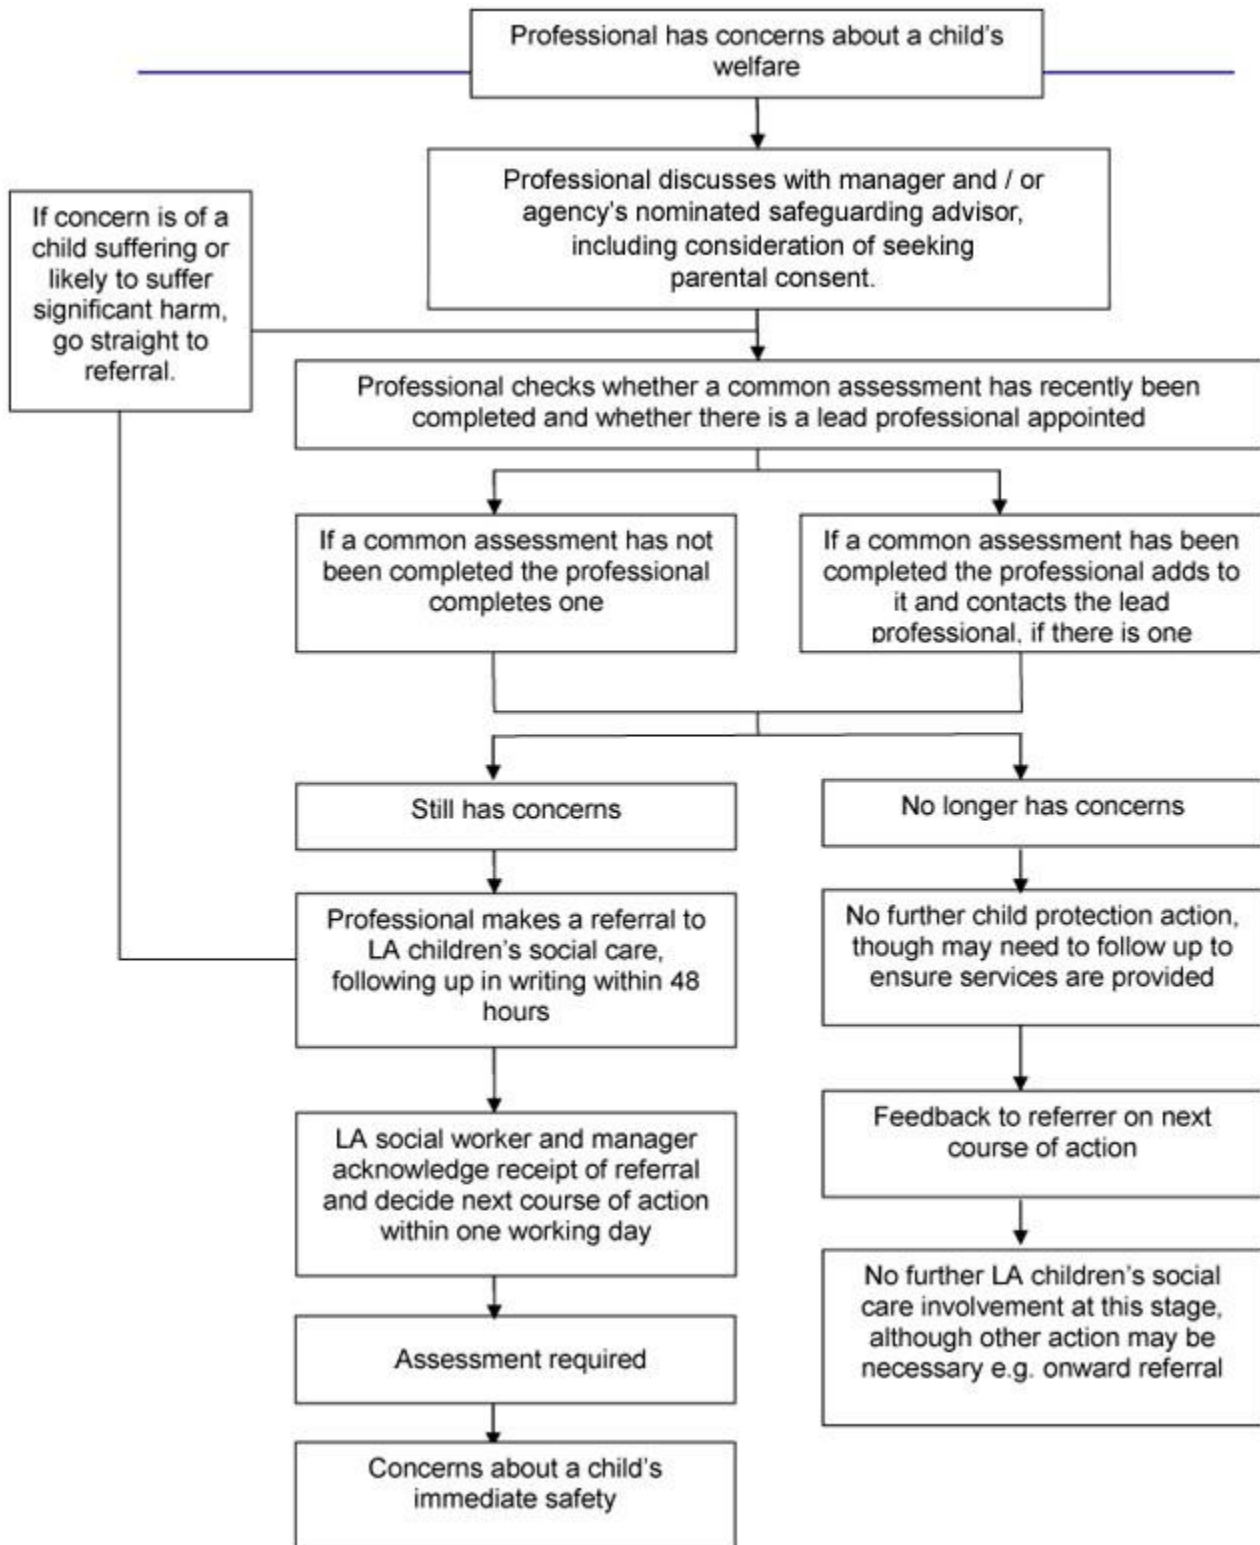 Professional has concerns about a child's
welfare
Professional discusses with manager and / or
agency's nominated safeguarding advisor,
including consideration of seeking
parental consent.
If concern is of a
child suffering or
likely to suffer
significant harm,
go straight to
referral.
Professional checks whether a common assessment has recently been
completed and whether there is a lead professional appointed
If a common assessment has not
been completed the professional
completes one
If a common assessment has been
completed the professional adds to
it and contacts the lead
professional, if there is one
Still has concerns
No longer has concerns
Professional makes a referral to
LA children's social care,
following up in writing within 48
hours
No further child protection action,
though may need to follow up to
ensure services are provided
LA social worker and manager
acknowledge receipt of referral
and decide next course of action
within one working day
Feedback to referrer on next
course of action
Assessment required
No further LA children's social
care involvement at this stage,
although other action may be
necessary e.g. onward referral
Concerns about a child's
immediate safety